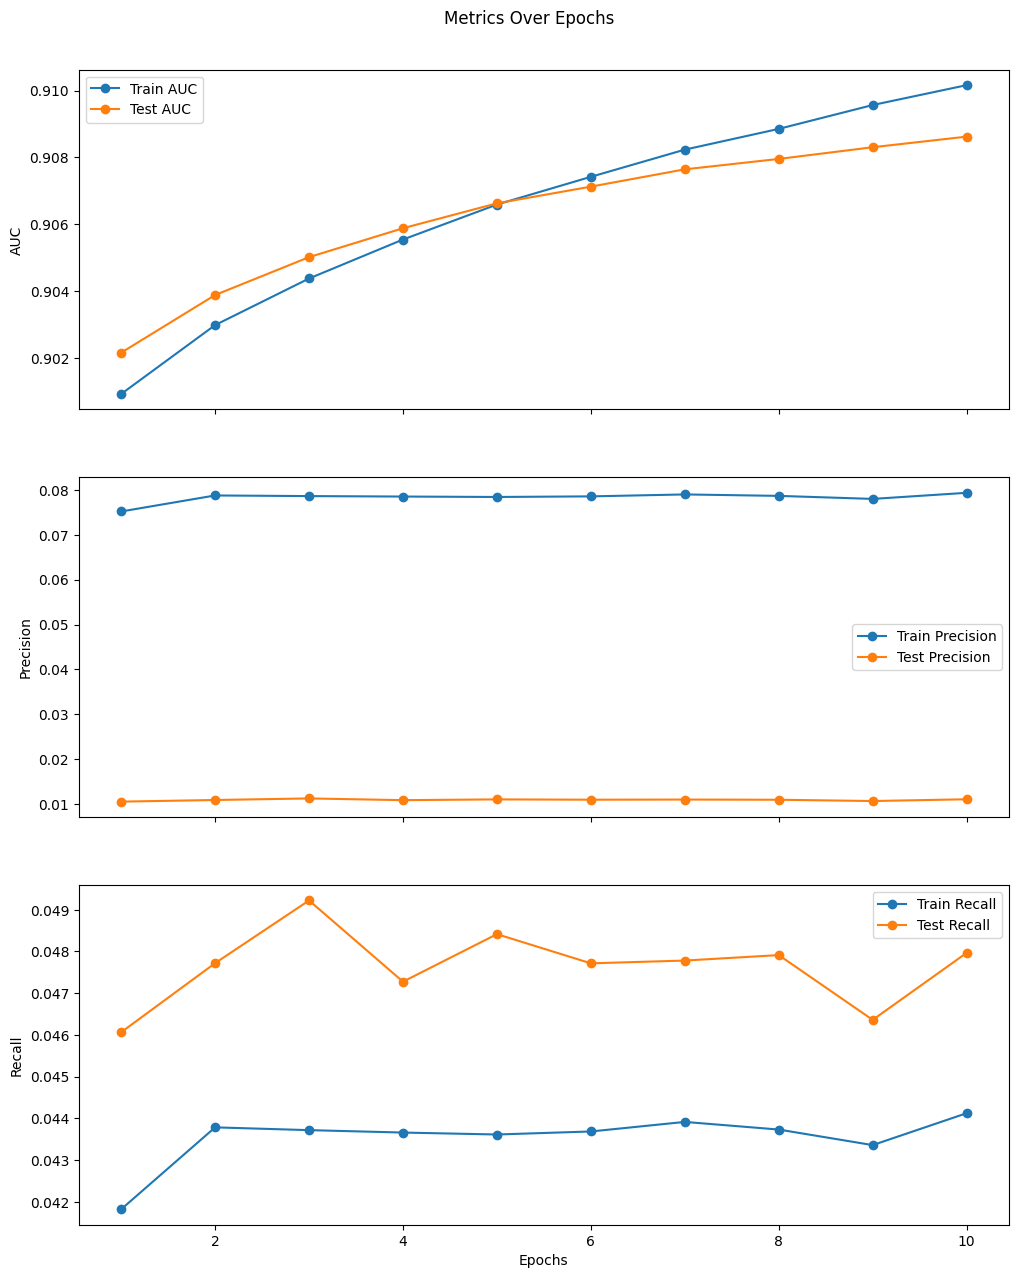 Metrics Over Epochs
Train AUC
Test AUC
0.910
0.908
0.906
0.904
0.902
AUC
0.08
0.07
0.06
0.05
0.04
0.03
0.02
0.01
Precision
Train Precision
Test Precision
0.049
0.048
0.047
0.046
0.045
0.044
0.043
0.042
Recall
Train Recall
Test Recall
2 4 6 8 10
Epochs